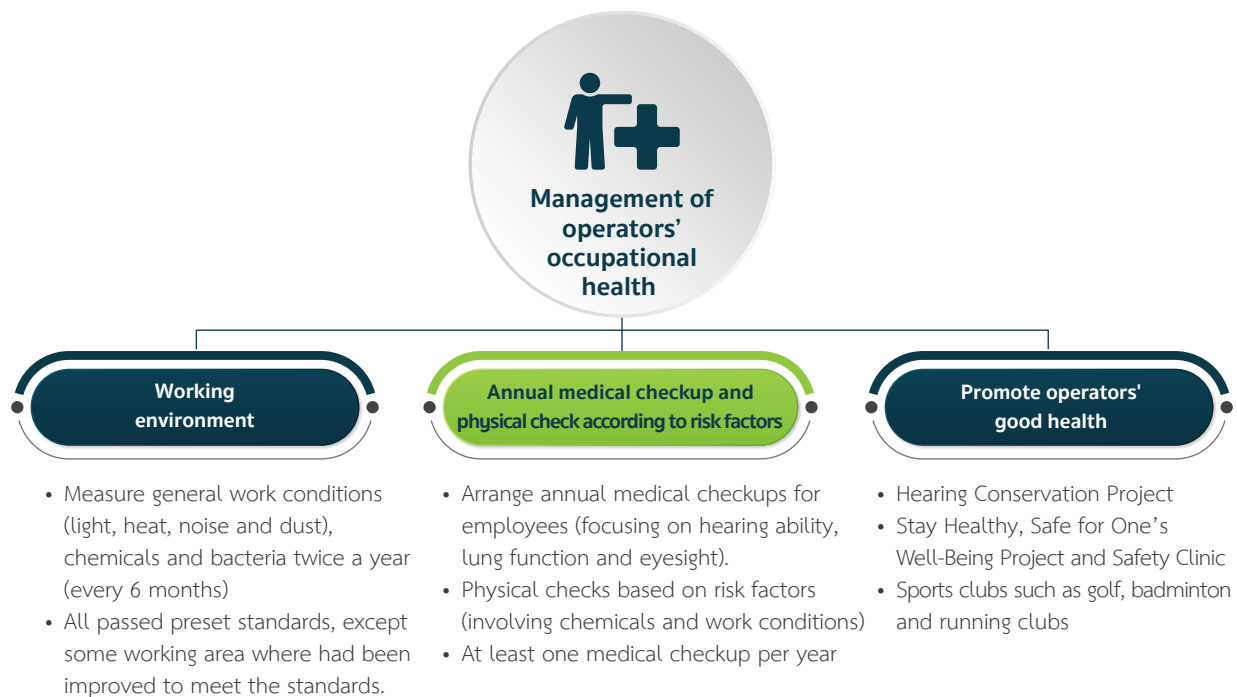 Management of
operators’
occupational
health
Working
environment
• Measure general work conditions
(light, heat, noise and dust),
chemicals and bacteria twice a year
(every 6 months)
• All passed preset standards, except
some working area where had been
improved to meet the standards.
Annual medical checkup and
physical check according to risk factors
• Arrange annual medical checkups for
employees (focusing on hearing ability,
lung function and eyesight).
• Physical checks based on risk factors
(involving chemicals and work conditions)
• At least one medical checkup per year
Promote operators'
good health
• Hearing Conservation Project
• Stay Healthy, Safe for One’s
Well-Being Project and Safety Clinic
• Sports clubs such as golf, badminton
and running clubs